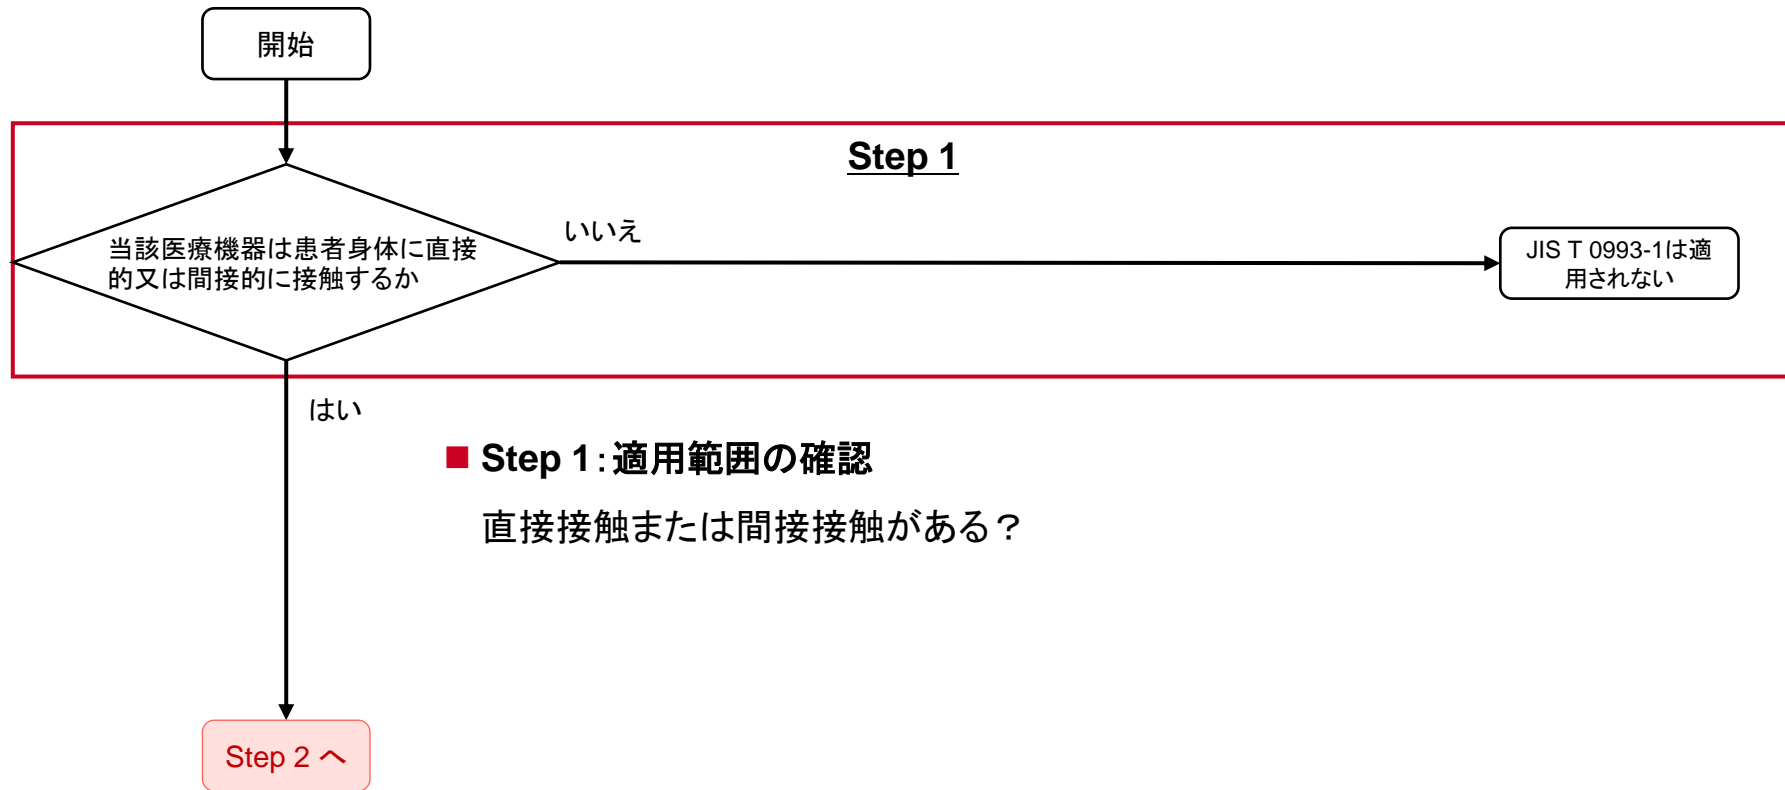 開始
Step 1
当該医療機器は患者身体に直接
的又は間接的に接触するか
いいえ
JIS T 0993-1は適
用されない
はい
Step 1：適用範囲の確認
直接接触または間接接触がある？
Step 2 へ